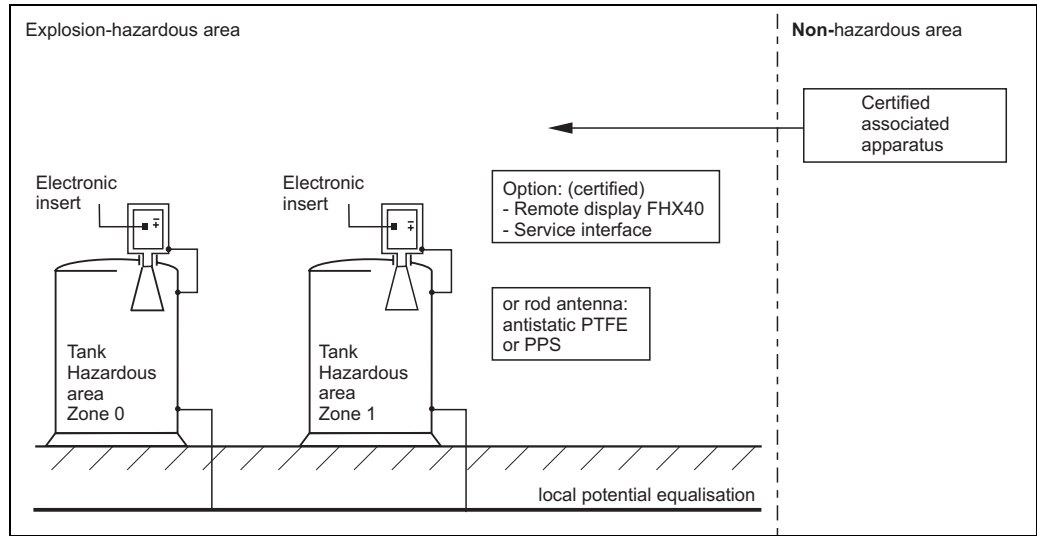 Explosion-hazardous area
Non-hazardous area
Certified
associated
apparatus
Electronic
insert
Electronic
insert
Option: (certified)
- Remote display FHX40
- Service interface
or rod antenna:
antistatic PTFE
or PPS
Tank
Hazardous
area
Zone 0
Tank
Hazardous
area
Zone 1
local potential equalisation